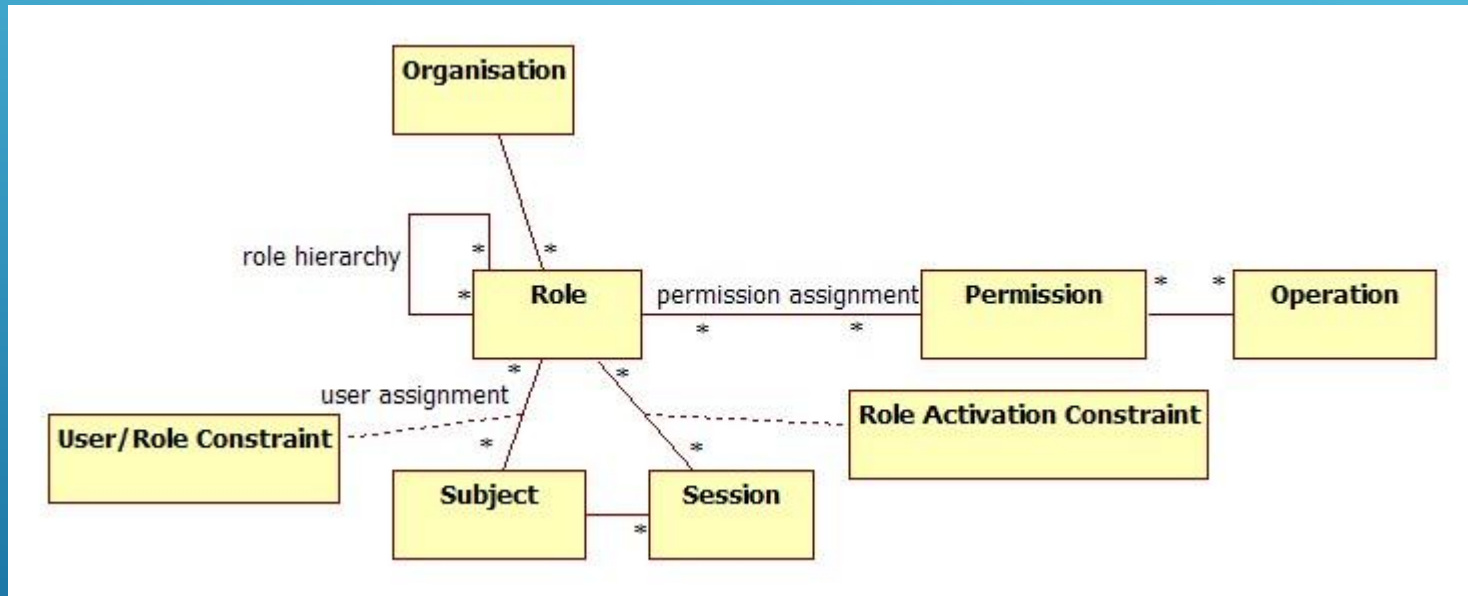 Organisation
role hierarchy
*
*
*
Role
permission assignment
*
*
Permission
*
*
Operation
*
*
user assignment
User/Role Constraint
Role Activation Constraint
*
*
Subject
Session
*